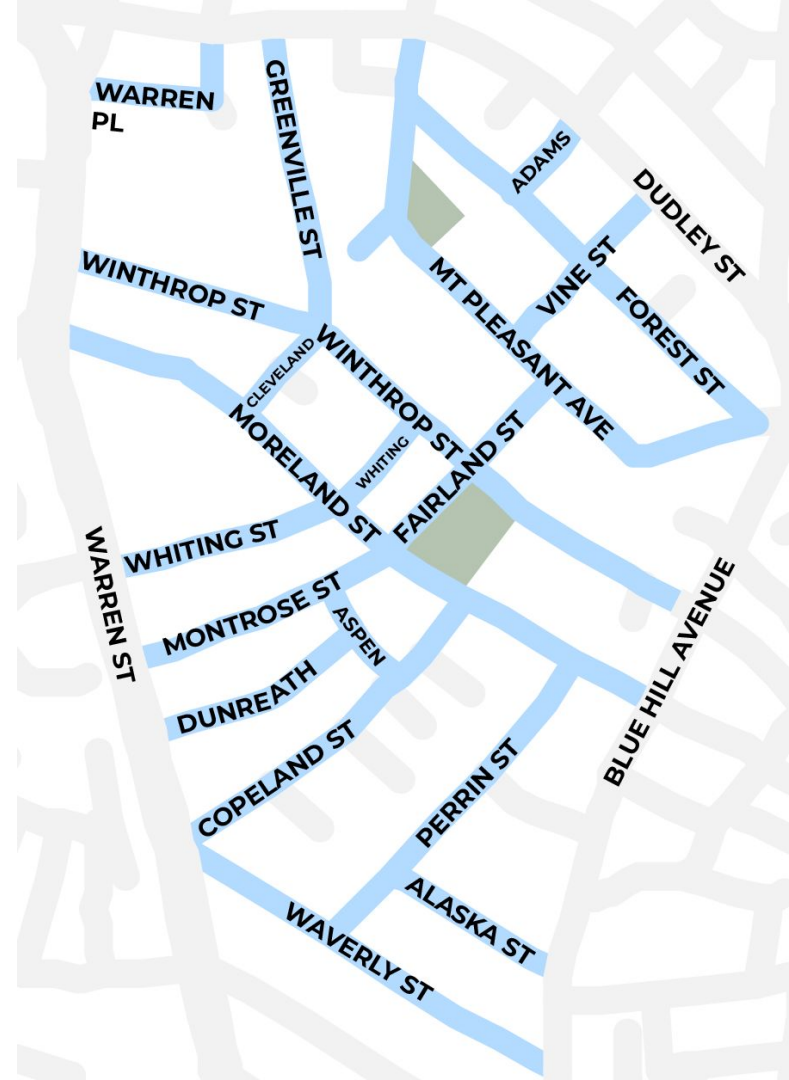 WARREN
PL
GREENVILLE ST
ADAMS
DUDLEY ST
WINTHROP ST
MT PLEASANT AVE
VINE ST
FOREST ST
CLEVELAND
WINTHROP ST
MORELAND ST
WHITING
FAIRLAND ST
WHITING ST
WARREN ST
MONTROSE ST
ASPEN
BLUE HILL AVENUE
DUNREATH
COPELAND ST
PERRIN ST
ALASKA ST
WAVERLY ST